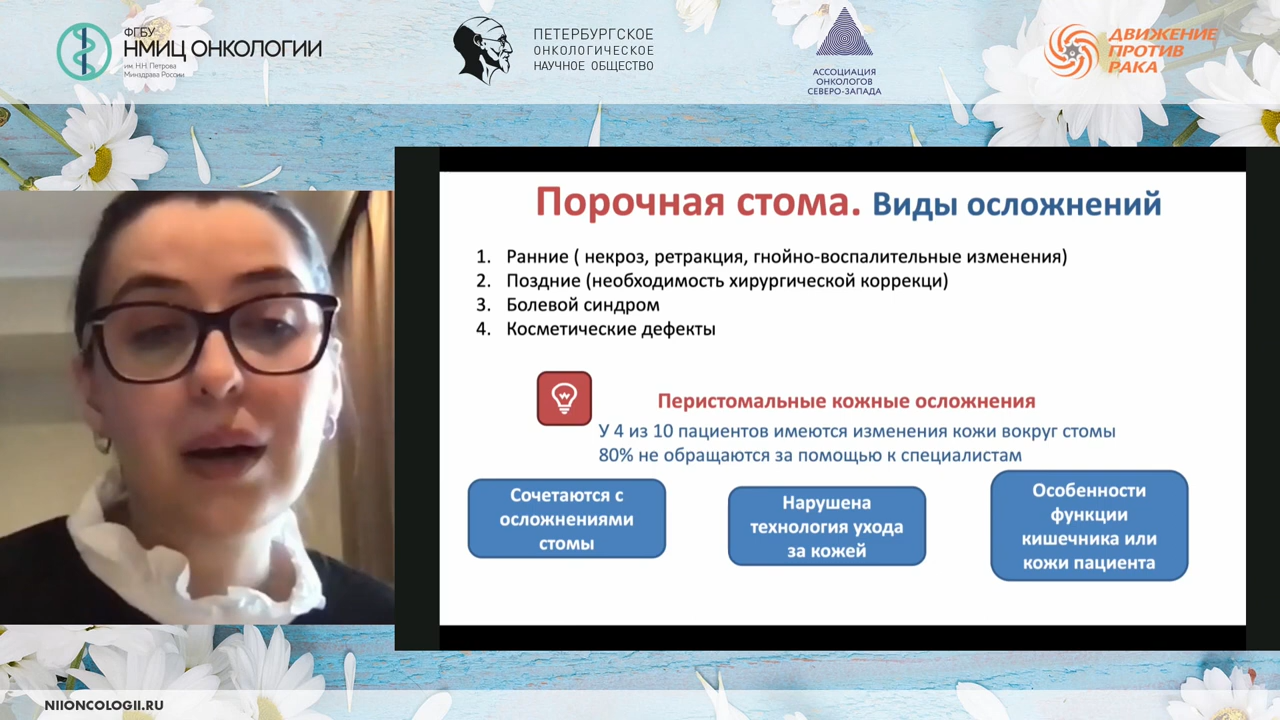 ФГБУ
НМИЦ ОНКОЛОГИИ
им. Н.Н. Петрова
Минздрава России
ПЕТЕРБУРГСКОЕ
ОНКОЛОГИЧЕСКОЕ
НАУЧНОЕ ОБЩЕСТВО
АССОЦИАЦИЯ
ОНКОЛОГОВ
СЕВЕРО-ЗАПАДА
ДВИЖЕНИЕ
ПРОТИВ
РАКА
Порочная стома. Виды осложнений
1. Ранние ( некроз, ретракция, гнойно-воспалительные изменения)
2. Поздние (необходимость хирургической коррекци)
3. Болевой синдром
4. Косметические дефекты
Перистомальные кожные осложнения
У 4 из 10 пациентов имеются изменения кожи вокруг стомы
80% не обращаются за помощью к специалистам
Сочетаются с
осложнениями
стомы
Нарушена
технология ухода
за кожей
Особенности
функции
кишечника или
кожи пациента
NIIONCOLOGII.RU